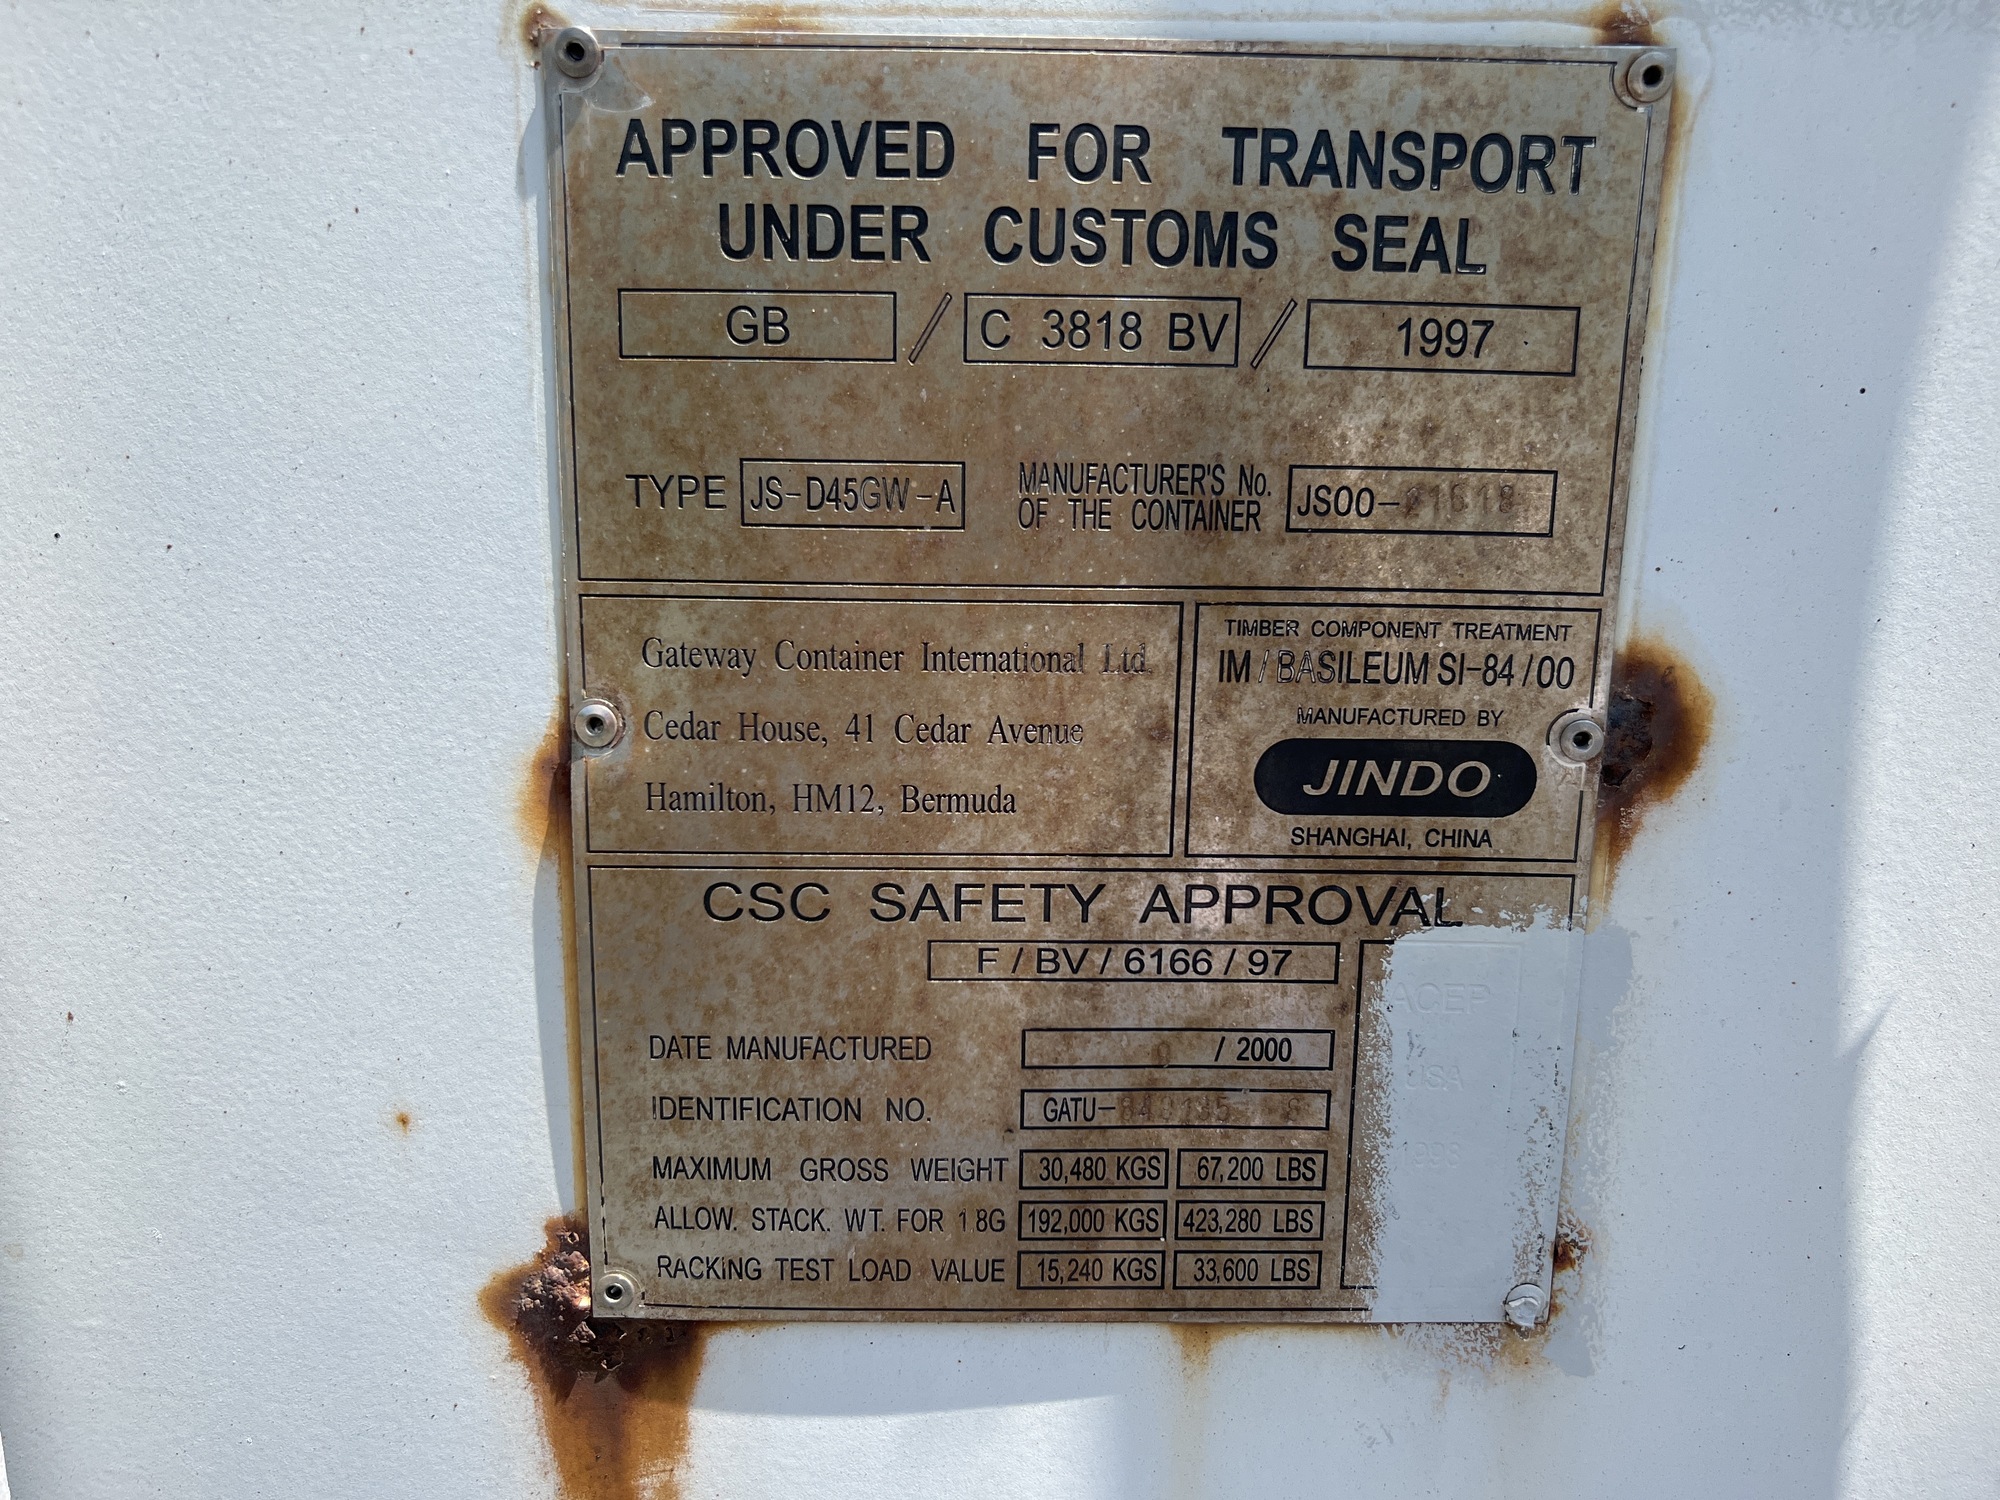 APPROVED FOR TRANSPORT
UNDER CUSTOMS SEAL
GB / C 3818 BV / 1997
TYPE JS-D45GW-A
MANUFACTURER'S No.
OF THE CONTAINER
JS00-
Gateway Container International Ltd.
Cedar House, 41 Cedar Avenue
Hamilton, HM12, Bermuda
TIMBER COMPONENT TREATMENT
IM / BASILEUM SI-84 / 00
MANUFACTURED BY
JINDO
SHANGHAI, CHINA
CSC SAFETY APPROVAL
F / BV / 6166 / 97
DATE MANUFACTURED / 2000
IDENTIFICATION NO. GATU-
MAXIMUM GROSS WEIGHT 30,480 KGS 67,200 LBS
ALLOW. STACK. WT. FOR 1.8G 192,000 KGS 423,280 LBS
RACKING TEST LOAD VALUE 15,240 KGS 33,600 LBS
ACEP
USA